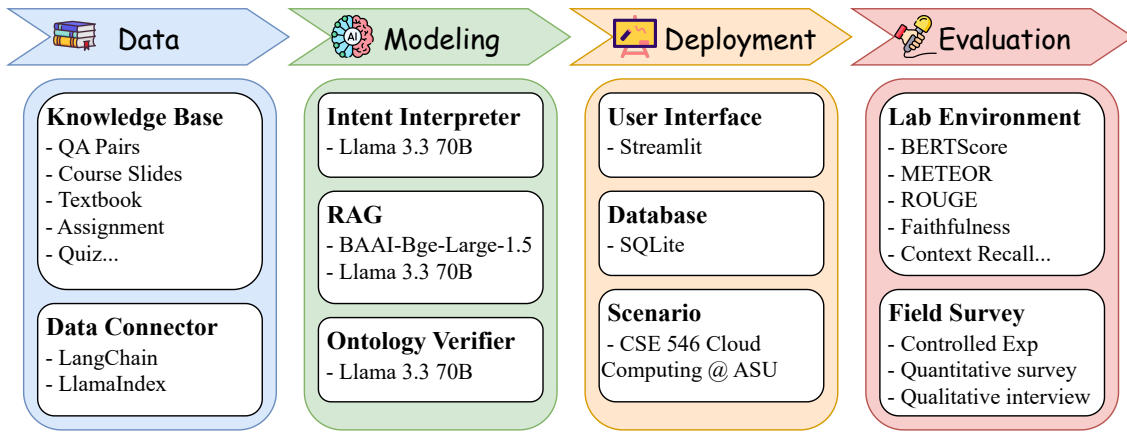 Data
Knowledge Base
- QA Pairs
- Course Slides
- Textbook
- Assignment
- Quiz...
Data Connector
- LangChain
- LlamaIndex
AI
Modeling
Intent Interpreter
- Llama 3.3 70B
RAG
- BAAI-Bge-Large-1.5
- Llama 3.3 70B
Ontology Verifier
- Llama 3.3 70B
Deployment
User Interface
- Streamlit
Database
- SQLite
Scenario
- CSE 546 Cloud
Computing @ ASU
Evaluation
Lab Environment
- BERTScore
- METEOR
- ROUGE
- Faithfulness
- Context Recall...
Field Survey
- Controlled Exp
- Quantitative survey
- Qualitative interview